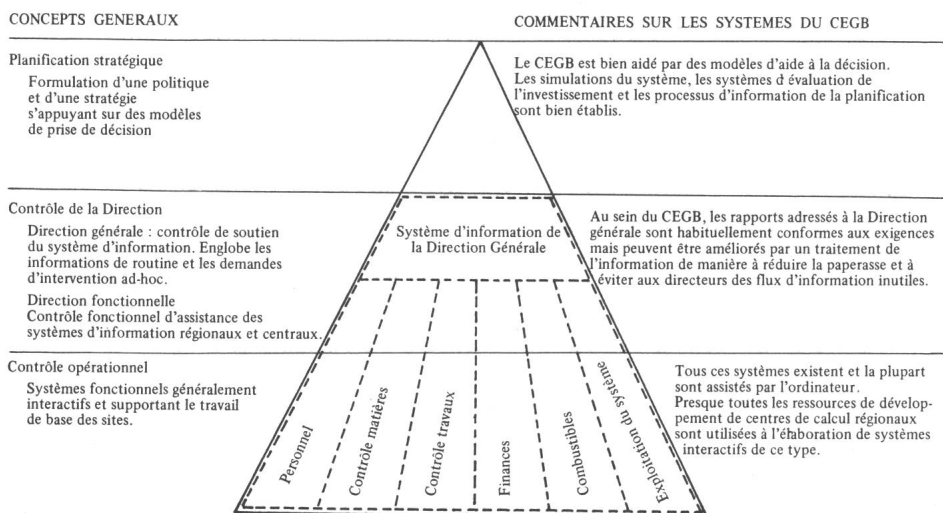 CONCEPTS GENERAUX
COMMENTAIRES SUR LES SYSTEMES DU CEGB
Planification stratégique
Formulation d'une politique
et d'une stratégie
s'appuyant sur des modèles
de prise de décision
Le CEGB est bien aidé par des modèles d'aide à la décision.
Les simulations du système, les systèmes d évaluation de
l'investissement et les processus d'information de la planification
sont bien établis.
Contrôle de la Direction
Direction générale : contrôle de soutien
du système d'information. Englobe les
informations de routine et les demandes
d'intervention ad-hoc.
Direction fonctionnelle
Contrôle fonctionnel d'assistance des
systèmes d'information régionaux et centraux.
Système d'information de
la Direction Générale
Au sein du CEGB, les rapports adressés à la Direction
générale sont habituellement conformes aux exigences
mais peuvent être améliorés par un traitement de
l'information de manière à réduire la paperasse et à
éviter aux directeurs des flux d'information inutiles.
Contrôle opérationnel
Systèmes fonctionnels généralement
interactifs et supportant le travail
de base des sites.
Personnel
Contrôle matières
Contrôle travaux
Finances
Combustibles
Exploitation du système
Tous ces systèmes existent et la plupart
sont assistés par l'ordinateur.
Presque toutes les ressources de dévelop-
pement de centres de calcul régionaux
sont utilisées à l'élaboration de systèmes
interactifs de ce type.